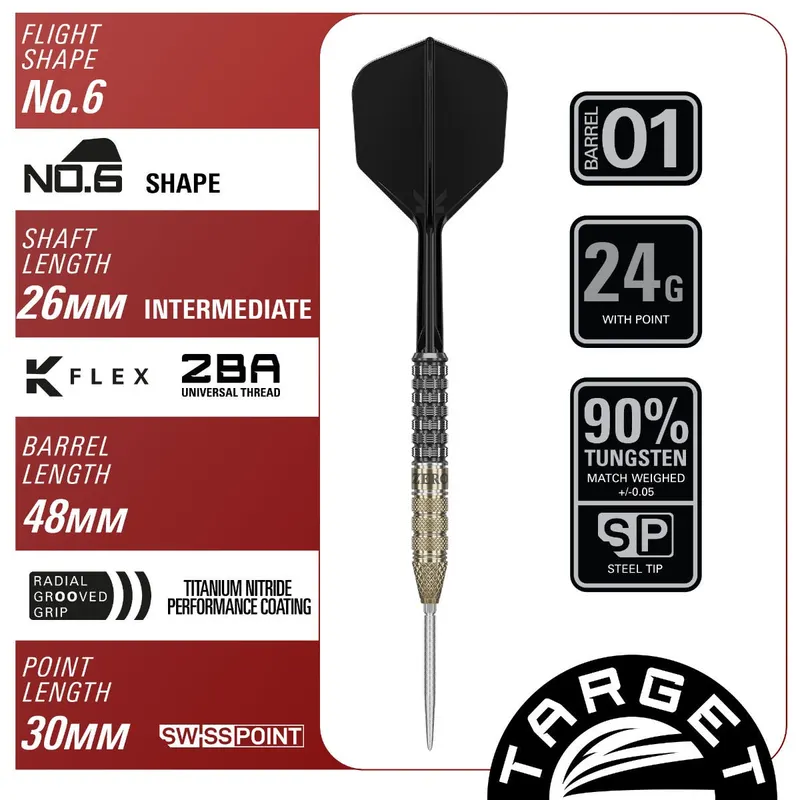 FLIGHT
SHAPE
No.6
NO.6 SHAPE
SHAFT
LENGTH
26MM INTERMEDIATE
K FLEX ZBA
UNIVERSAL THREAD
BARREL
LENGTH
48MM
RADIAL
GROOVED
GRIP
TITANIUM NITRIDE
PERFORMANCE COATING
POINT
LENGTH
30MM SWISSPOINT
ZERO
BARREL 01
24G
WITH POINT
90%
TUNGSTEN
MATCH WEIGHED
+/-0.05
SP
STEEL TIP
TARGET